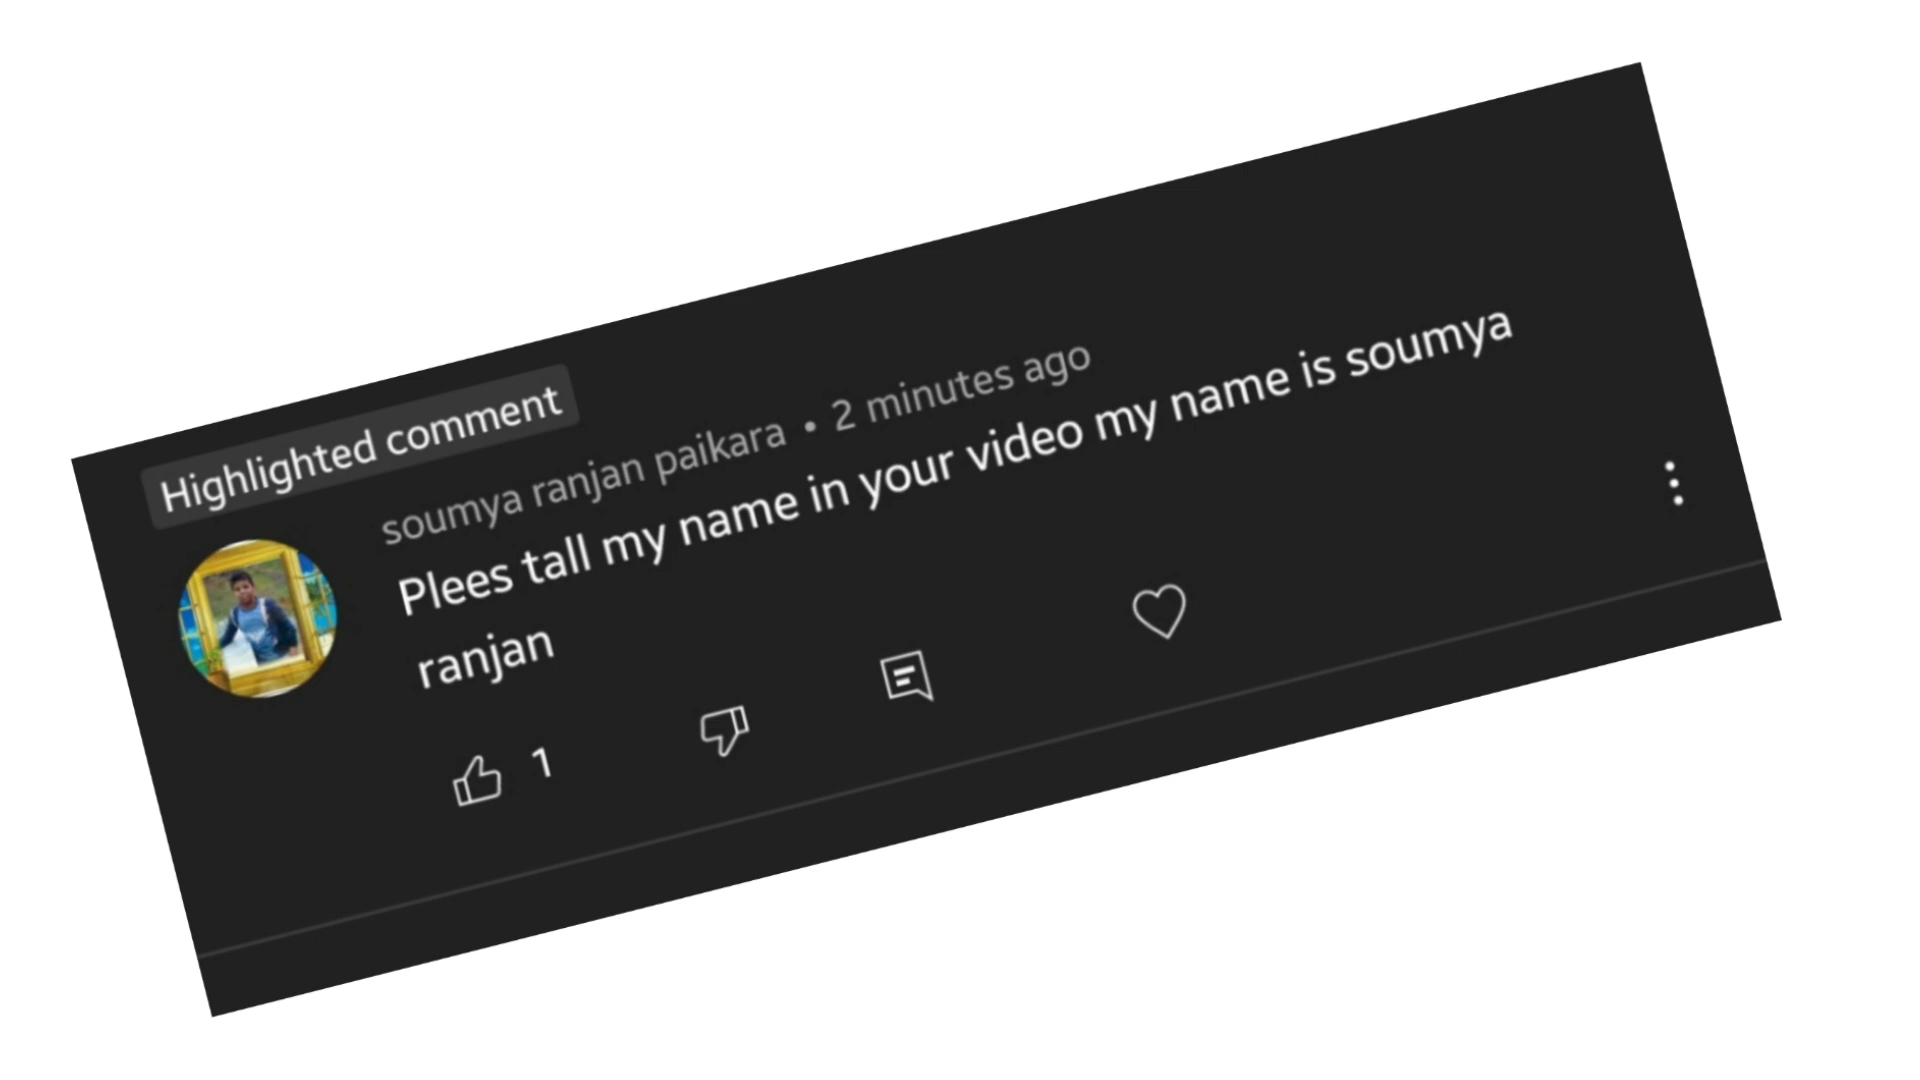 Highlighted comment
soumya ranjan paikara • 2 minutes ago
Plees tall my name in your video my name is soumya
ranjan
1